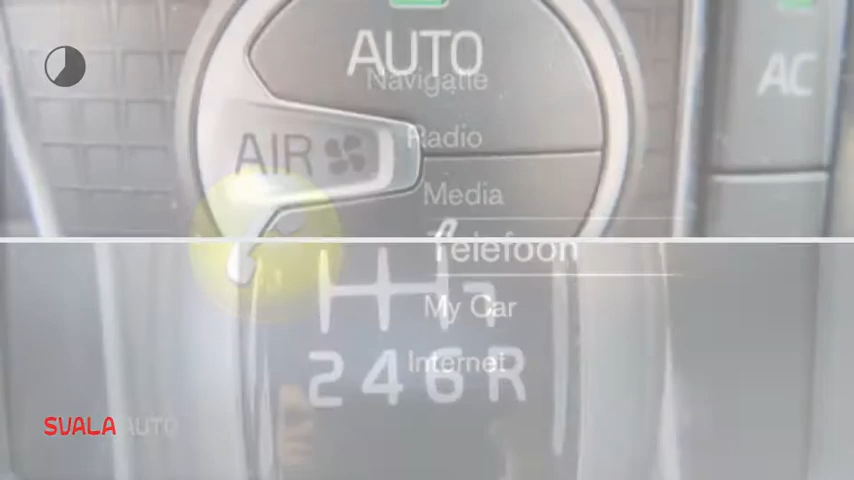 AUTO
AC
Navigatie
AIR
Radio
Media
Telefoon
My Car
Internet
2 4 6 R
SVALA AUTO